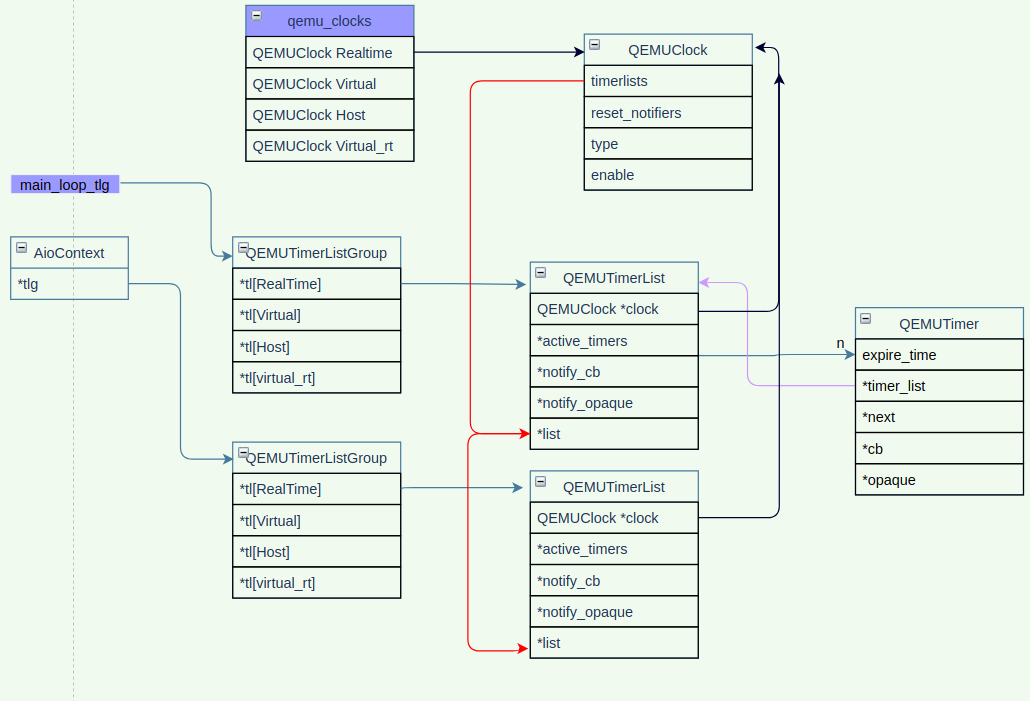 qemu_clocks
QEMUClock Realtime
QEMUClock Virtual
QEMUClock Host
QEMUClock Virtual_rt
QEMUClock
timerlists
reset_notifiers
type
enable
main_loop_tlg
AioContext
*tlg
QEMUTimerListGroup
*tl[RealTime]
*tl[Virtual]
*tl[Host]
*tl[virtual_rt]
QEMUTimerList
QEMUClock *clock
*active_timers
*notify_cb
*notify_opaque
*list
n
QEMUTimer
expire_time
*timer_list
*next
*cb
*opaque
QEMUTimerListGroup
*tl[RealTime]
*tl[Virtual]
*tl[Host]
*tl[virtual_rt]
QEMUTimerList
QEMUClock *clock
*active_timers
*notify_cb
*notify_opaque
*list